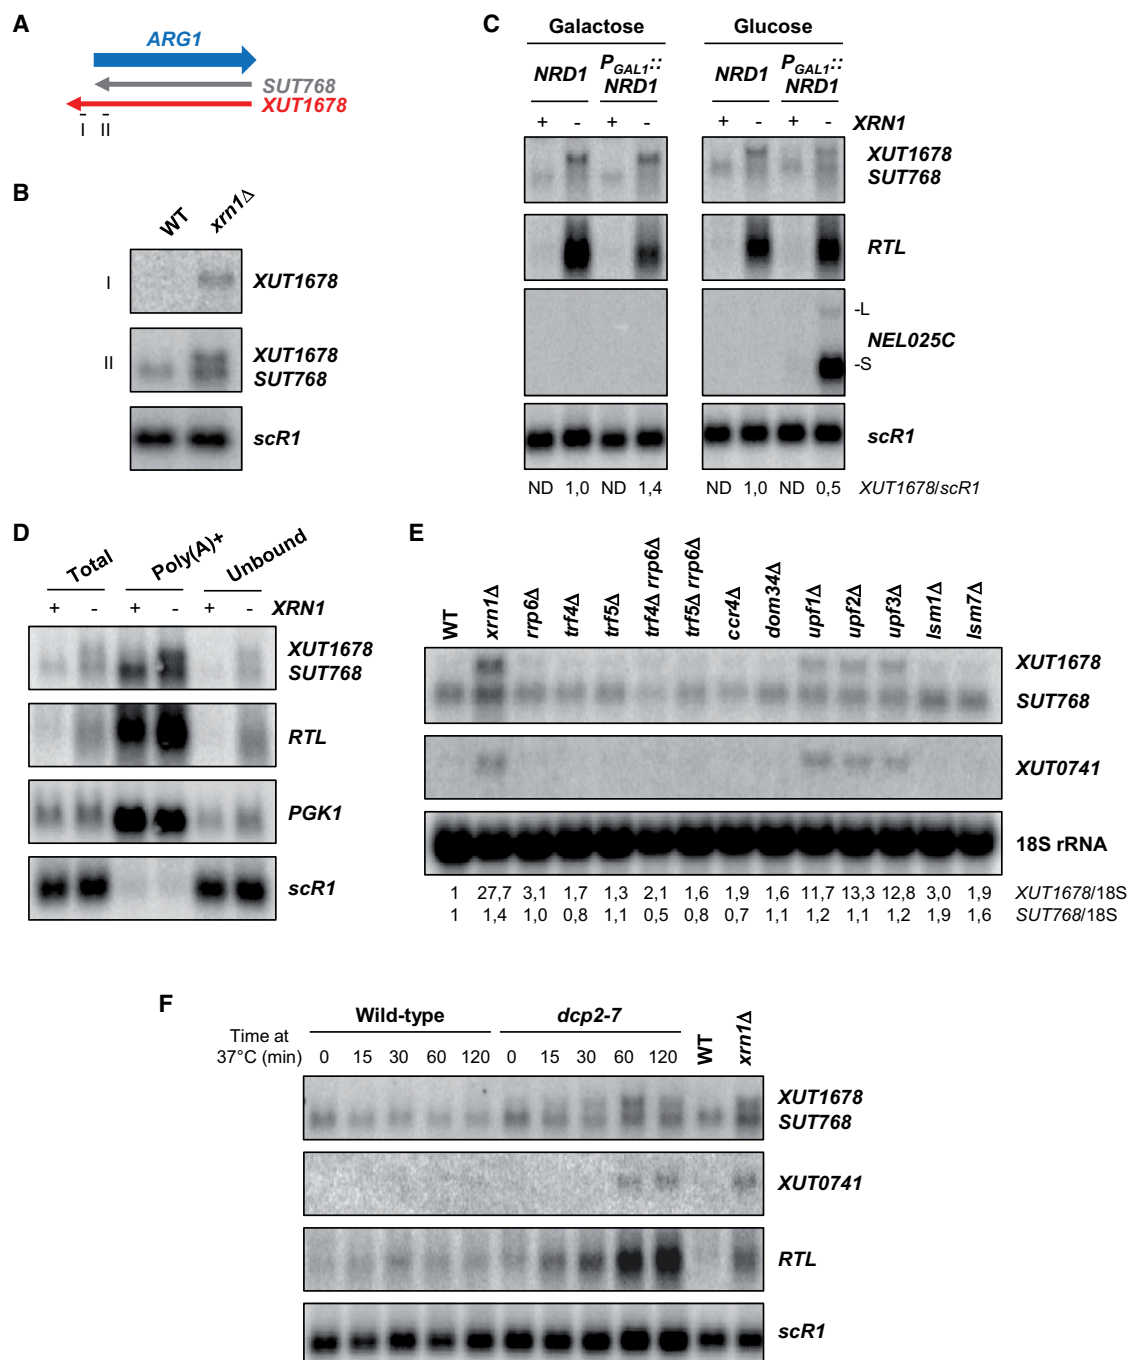 A
ARG1
SUT768
XUT1678
I II
B
WT xrn1Δ
I XUT1678
II XUT1678
SUT768
scR1
C
Galactose Glucose
NRD1 PGAL1::NRD1 NRD1 PGAL1::NRD1
+ - + - + - + - XRN1
XUT1678
SUT768
RTL
-L
NEL025C
-S
scR1
ND 1,0 ND 1,4 ND 1,0 ND 0,5 XUT1678/scR1
D
Total Poly(A)+ Unbound
+ - + - + - XRN1
XUT1678
SUT768
RTL
PGK1
scR1
E
WT xrn1Δ rrp6Δ trf4Δ trf5Δ trf4Δ rrp6Δ trf5Δ rrp6Δ ccr4Δ dom34Δ upf1Δ upf2Δ upf3Δ lsm1Δ lsm7Δ
XUT1678
SUT768
XUT0741
18S rRNA
1 27,7 3,1 1,7 1,3 2,1 1,6 1,9 1,6 11,7 13,3 12,8 3,0 1,9 XUT1678/18S
1 1,4 1,0 0,8 1,1 0,5 0,8 0,7 1,1 1,2 1,1 1,2 1,9 1,6 SUT768/18S
F
Wild-type dcp2-7 WT xrn1Δ
Time at
37°C (min) 0 15 30 60 120 0 15 30 60 120
XUT1678
SUT768
XUT0741
RTL
scR1